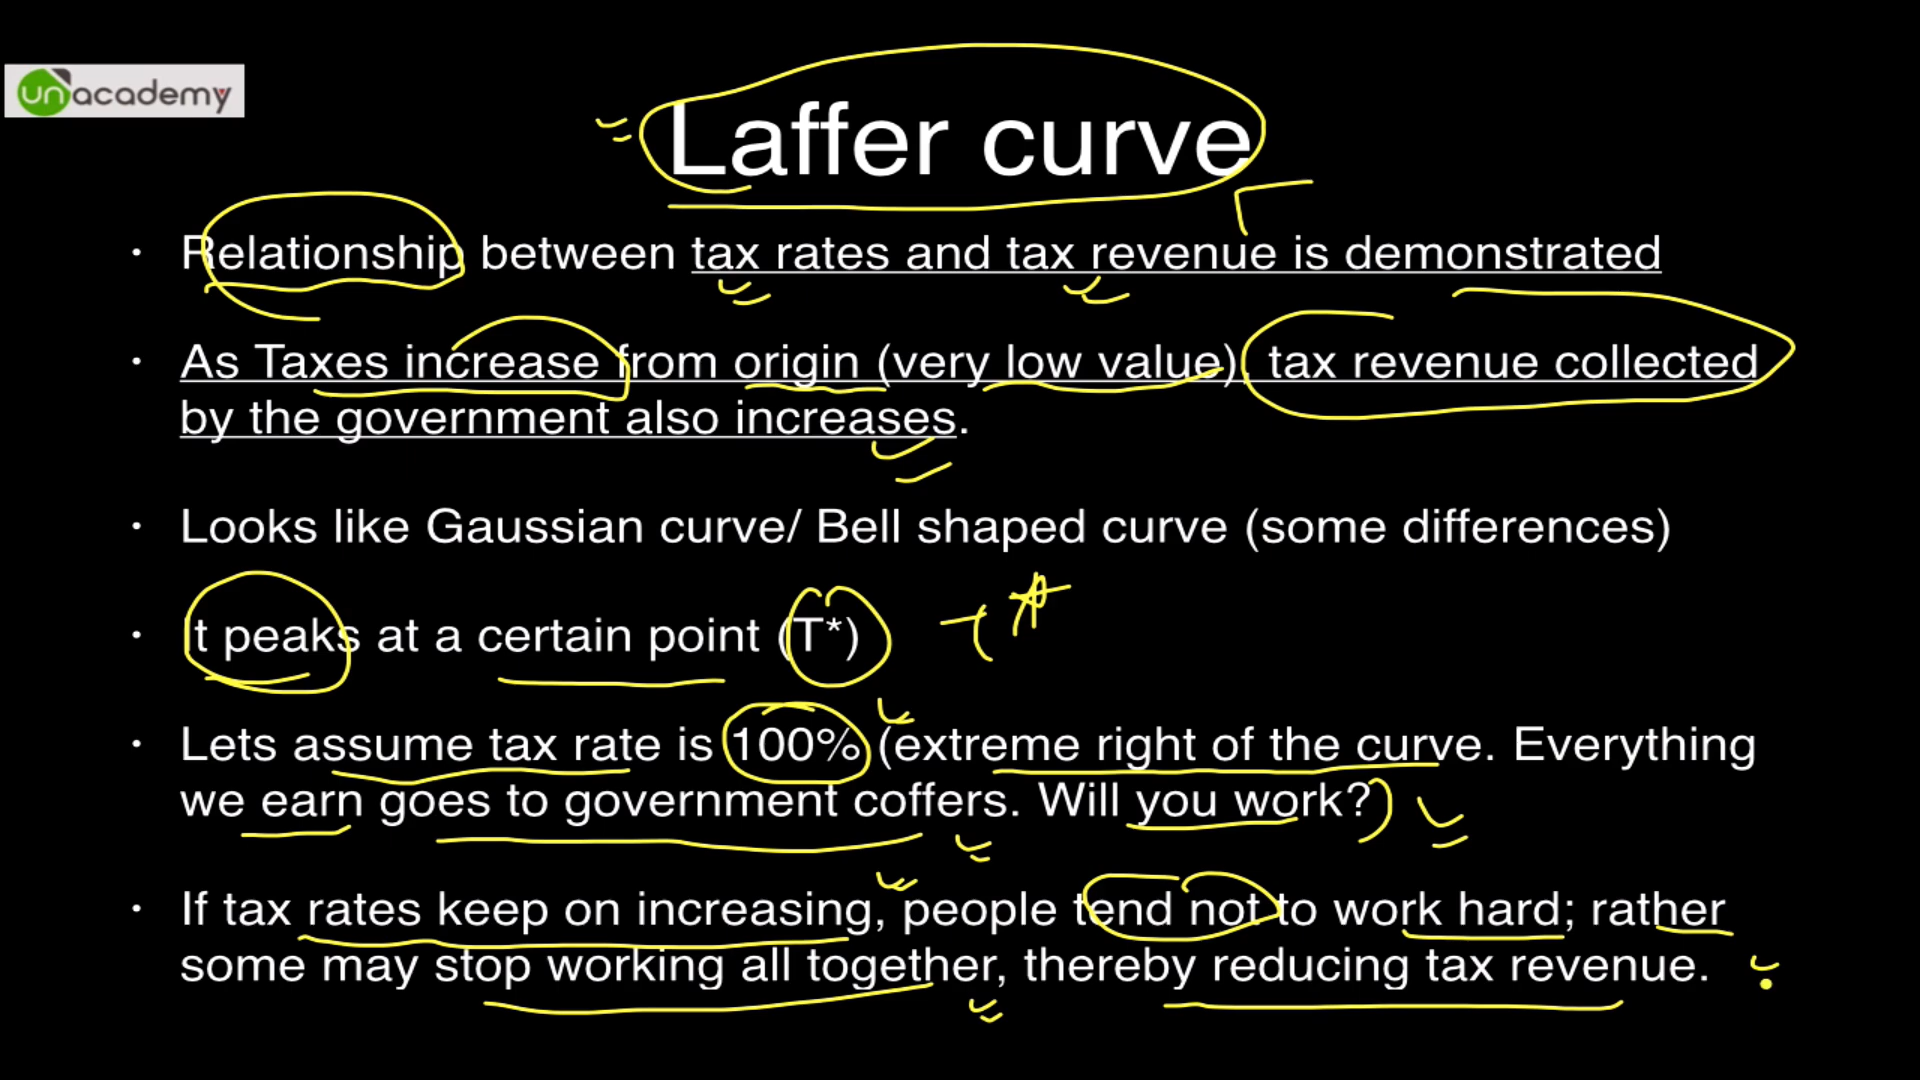 unacademy
Laffer curve
• Relationship between tax rates and tax revenue is demonstrated
• As Taxes increase from origin (very low value), tax revenue collected
by the government also increases.
• Looks like Gaussian curve/ Bell shaped curve (some differences)
• It peaks at a certain point (T*) T*
• Lets assume tax rate is 100% (extreme right of the curve. Everything
we earn goes to government coffers. Will you work?)
• If tax rates keep on increasing, people tend not to work hard; rather
some may stop working all together, thereby reducing tax revenue.